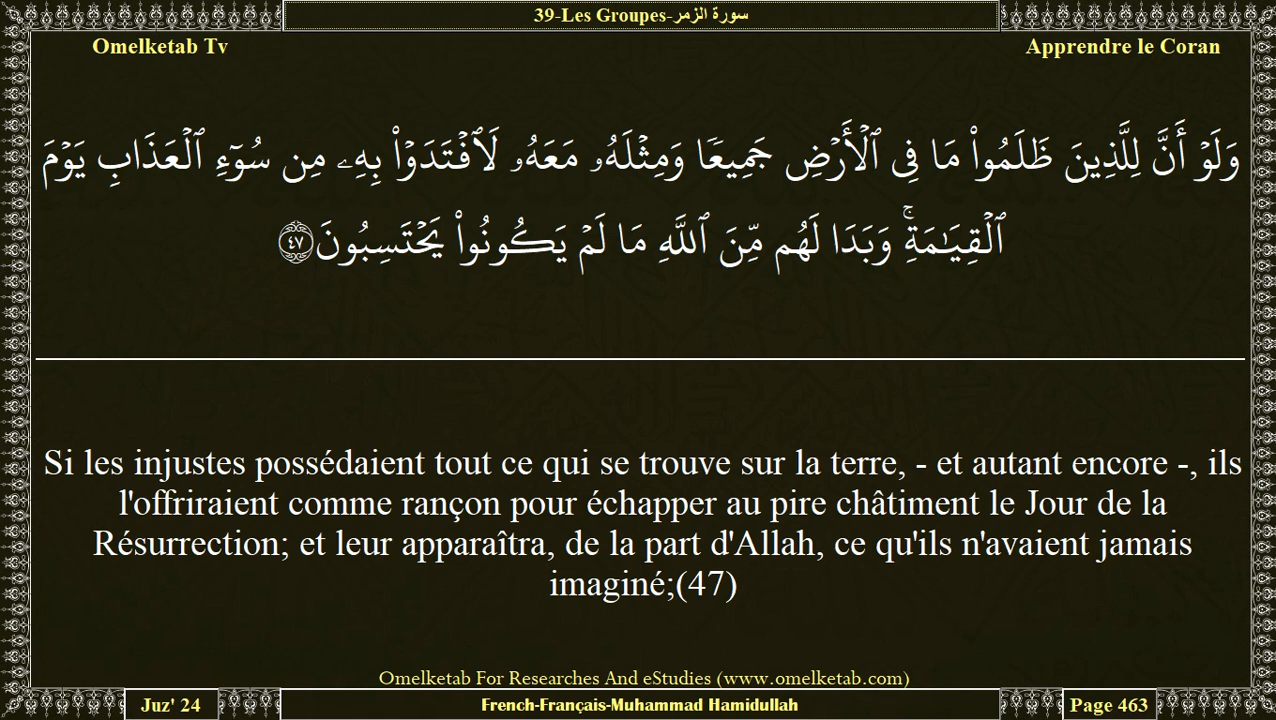 39-Les Groupes-سورة الزمر
Omelketab Tv
Apprendre le Coran
وَلَوۡ أَنَّ لِلَّذِينَ ظَلَمُواْ مَا فِي ٱلۡأَرۡضِ جَمِيعٗا وَمِثۡلَهُۥ مَعَهُۥ لَٱفۡتَدَوۡاْ بِهِۦ مِن سُوٓءِ ٱلۡعَذَابِ يَوۡمَ
ٱلۡقِيَٰمَةِۚ وَبَدَا لَهُم مِّنَ ٱللَّهِ مَا لَمۡ يَكُونُواْ يَحۡتَسِبُونَ ٤٧
Si les injustes possédaient tout ce qui se trouve sur la terre, - et autant encore -, ils
l'offriraient comme rançon pour échapper au pire châtiment le Jour de la
Résurrection; et leur apparaîtra, de la part d'Allah, ce qu'ils n'avaient jamais
imaginé;(47)
Omelketab For Researches And eStudies (www.omelketab.com)
Juz' 24
French-Français-Muhammad Hamidullah
Page 463